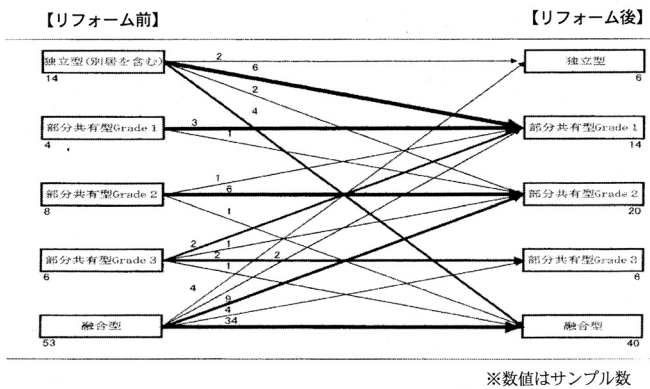 【リフォーム前】 【リフォーム後】
独立型(別居を含む) 独立型
14 2 6 6
2
4
部分共有型Grade 1 部分共有型Grade 1
4 3 1 14
部分共有型Grade 2 部分共有型Grade 2
8 1 6 1 20
部分共有型Grade 3 部分共有型Grade 3
6 2 1 2 1 2 6
4
9
4
融合型 融合型
53 34 40
※数値はサンプル数